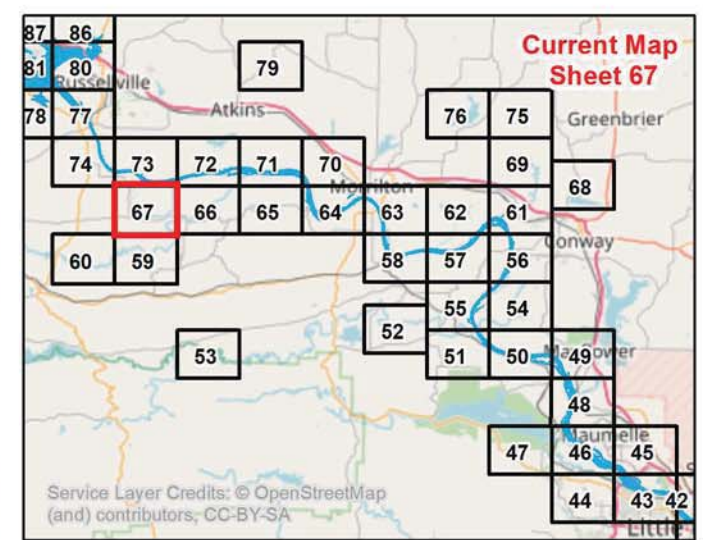 87 86
Current Map
Sheet 67
81 80 79
Russellville
78 77 Atkins 76 75 Greenbrier
74 73 72 71 70 69 68
Morrilton
67 66 65 64 63 62 61
Conway
60 59 58 57 56
55 54
53 52 51 50 49
48
Maumelle
47 46 45
Service Layer Credits: © OpenStreetMap
(and) contributors, CC-BY-SA
44 43 42
Little